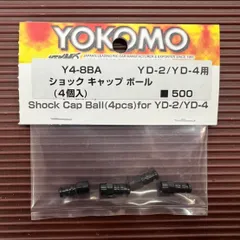 YOKOMO
Y4-8BA YD-2/YD-4用
ショック キャップ ボール
（4個入） ■500
Shock Cap Ball(4pcs)for YD-2/YD-4